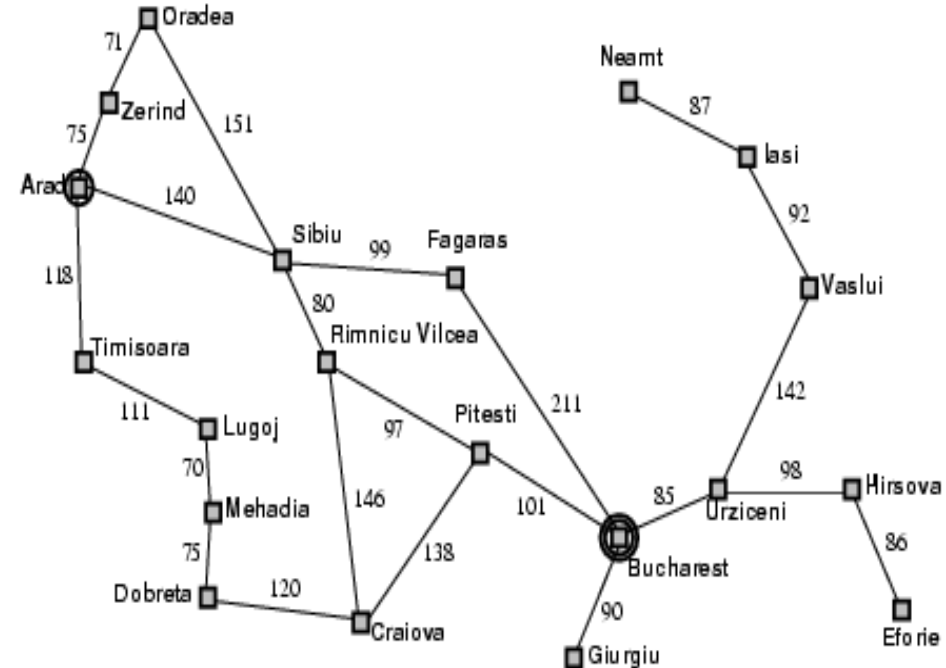 Oradea
71
Neamt
87
Zerind
151
75
Iasi
Arad
140
92
Sibiu
99
Fagaras
118
80
Vaslui
Timisoara
Rimnicu Vilcea
111
Lugoj
97
Pitesti
211
142
70
Mehadia
146
101
85
98
Hirsova
Urziceni
75
138
86
Dobreta
120
Bucharest
90
Craiova
Eforie
Giurgiu